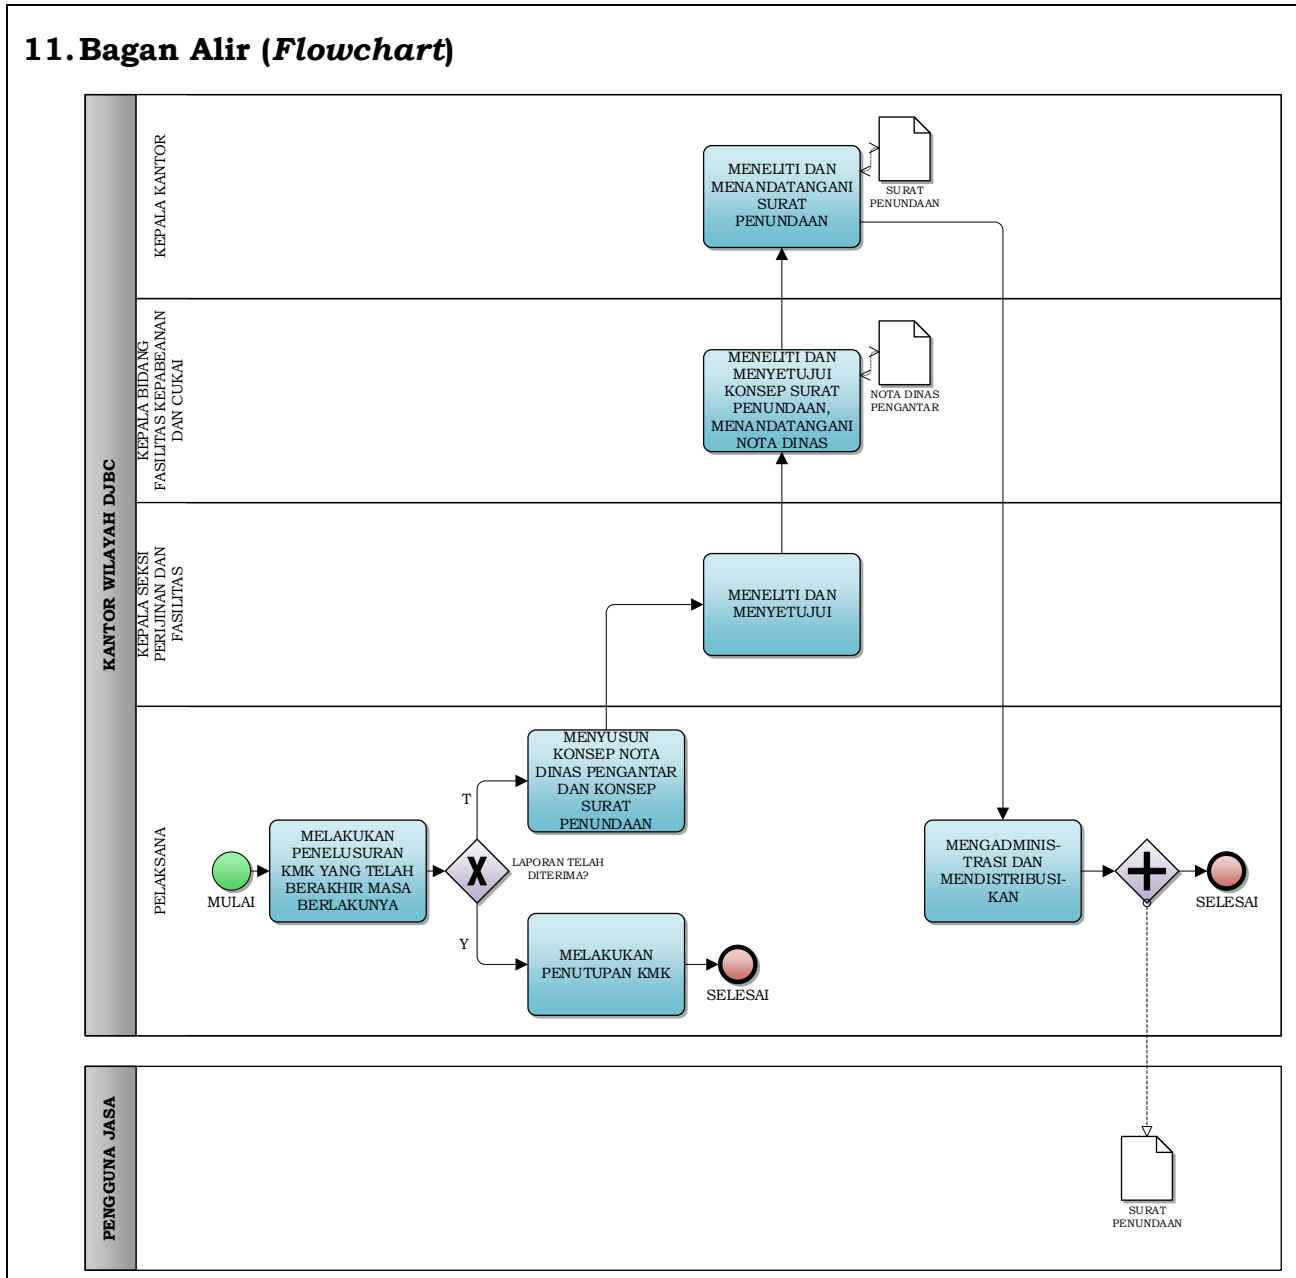 11. Bagan Alir (Flowchart)
KANTOR WILAYAH DJBC
KEPALA KANTOR
MENELITI DAN
MENANDATANGANI
SURAT
PENUNDAAN
SURAT
PENUNDAAN
KEPALA BIDANG
FASILITAS KEPABEANAN
DAN CUKAI
MENELITI DAN
MENYETUJUI
KONSEP SURAT
PENUNDAAN,
MENANDATANGANI
NOTA DINAS
NOTA DINAS
PENGANTAR
KEPALA SEKSI
PERIJINAN DAN
FASILITAS
MENELITI DAN
MENYETUJUI
PELAKSANA
MULAI
MELAKUKAN
PENELUSURAN
KMK YANG TELAH
BERAKHIR MASA
BERLAKUNYA
X
LAPORAN TELAH
DITERIMA?
T
MENYUSUN
KONSEP NOTA
DINAS PENGANTAR
DAN KONSEP
SURAT
PENUNDAAN
Y
MELAKUKAN
PENUTUPAN KMK
SELESAI
MENGADMINIS-
TRASI DAN
MENDISTRIBUSI-
KAN
SELESAI
PENGGUNA JASA
SURAT
PENUNDAAN